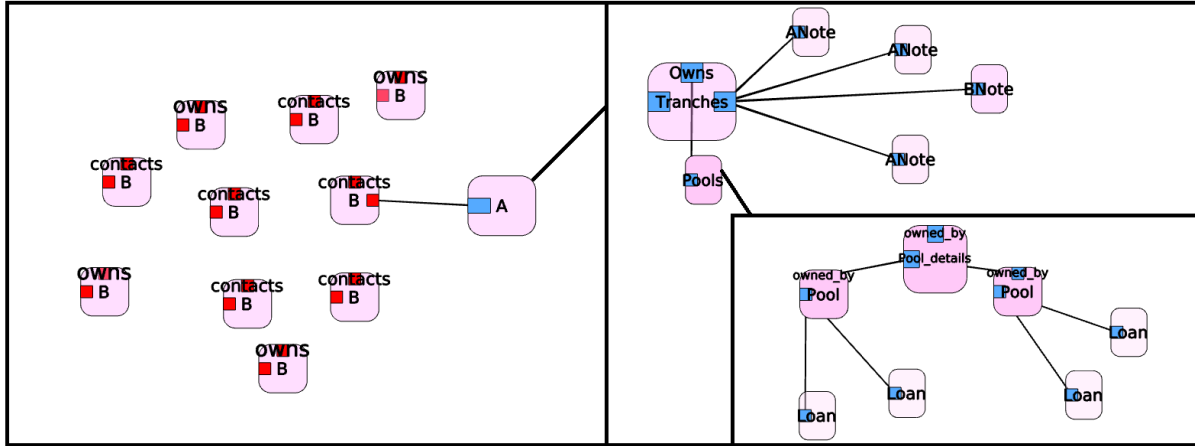 owns
B
contacts
B
owns
B
contacts
B
contacts
B
contacts
B
A
owns
B
contacts
B
contacts
B
owns
B
ANote
ANote
Owns
Tranches
BNote
ANote
Pools
owned_by
Pool_details
owned_by
Pool
owned_by
Pool
Loan
Loan
Loan
Loan